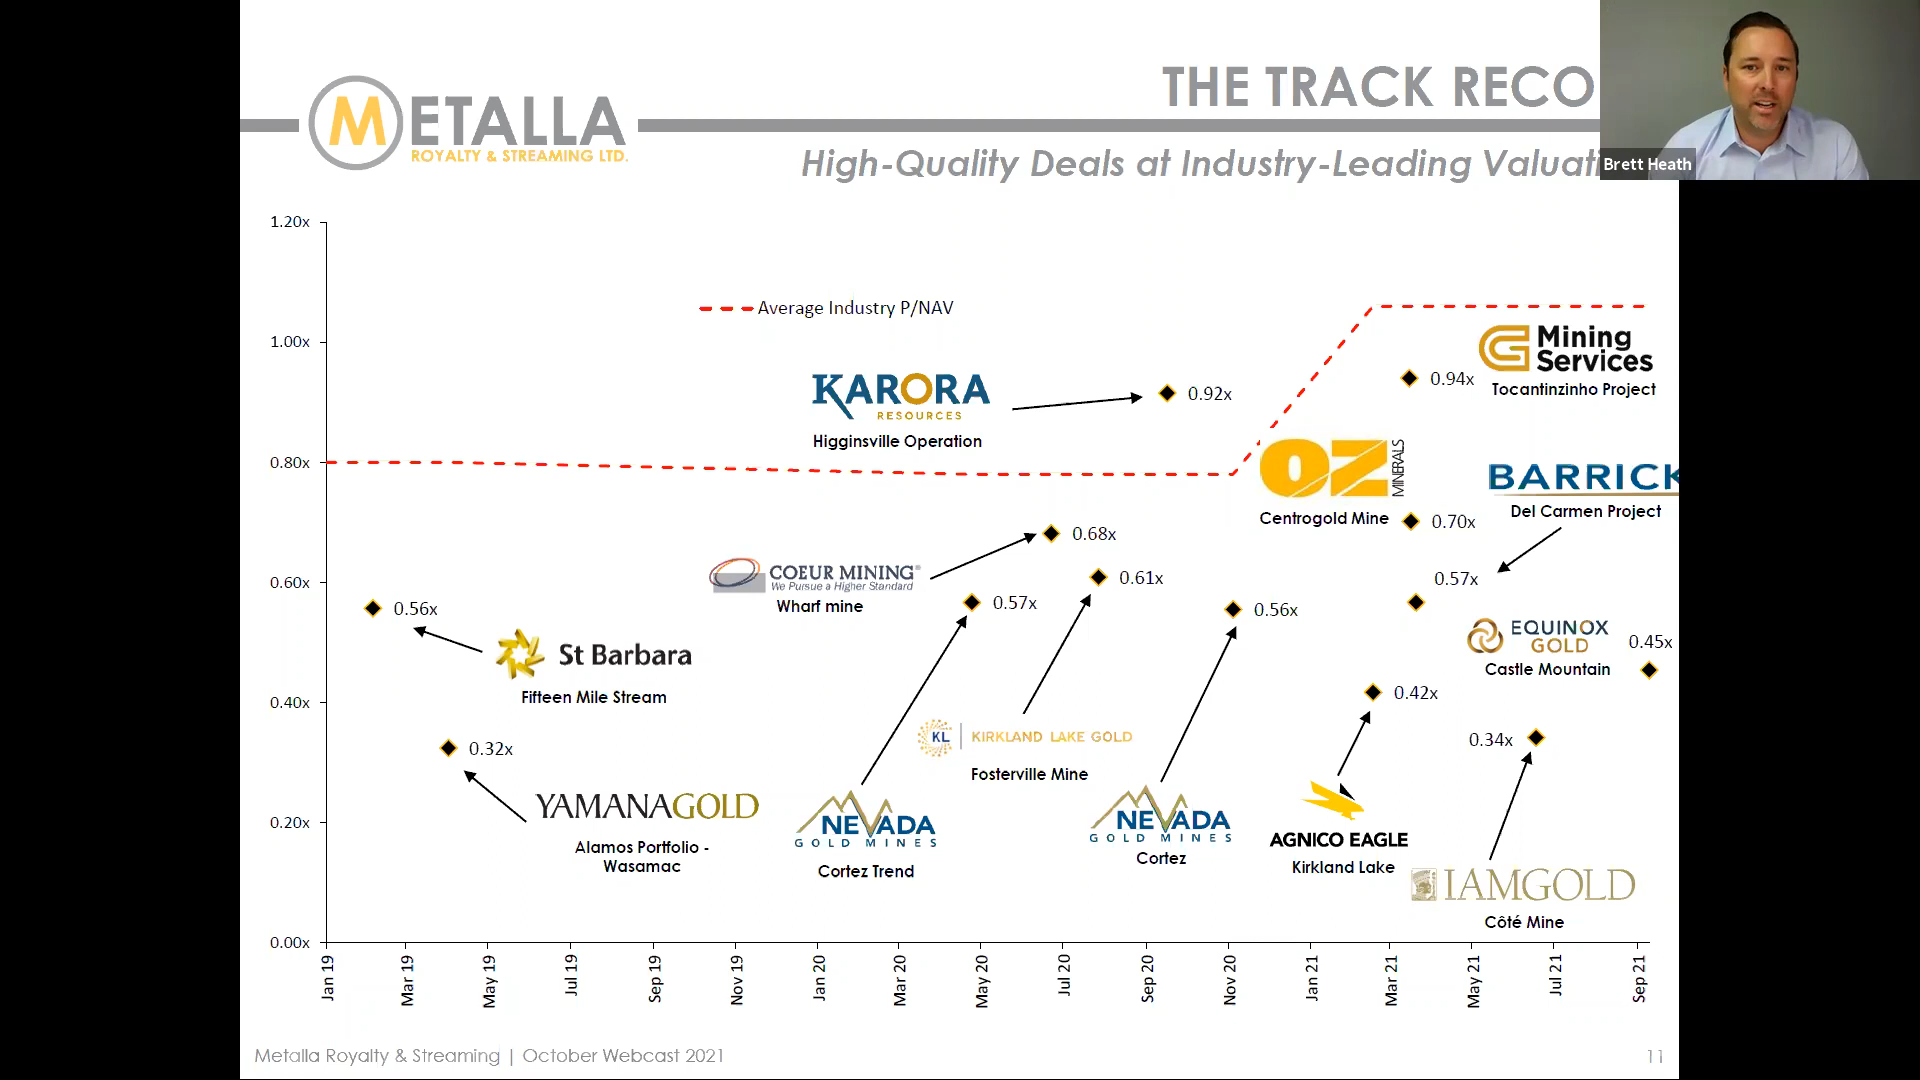 METALLA
ROYALTY & STREAMING LTD.
THE TRACK RECO
High-Quality Deals at Industry-Leading Valuati
Brett Heath
1.20x
1.00x
0.80x
0.60x
0.40x
0.20x
0.00x
Average Industry P/NAV
KARORA
RESOURCES
Higginsville Operation
0.92x
G Mining
Services
Tocantinzinho Project
0.94x
OZ
MINERALS
Centrogold Mine
0.70x
BARRICK
Del Carmen Project
0.57x
COEUR MINING®
We Pursue a Higher Standard
Wharf mine
0.68x
0.61x
0.57x
0.56x
0.56x
St Barbara
Fifteen Mile Stream
EQUINOX
GOLD
Castle Mountain
0.45x
0.42x
0.34x
0.32x
KL KIRKLAND LAKE GOLD
Fosterville Mine
YAMANAGOLD
Alamos Portfolio -
Wasamac
NEVADA
GOLD MINES
Cortez Trend
NEVADA
GOLD MINES
Cortez
AGNICO EAGLE
Kirkland Lake
IAMGOLD
Côté Mine
Jan 19
Mar 19
May 19
Jul 19
Sep 19
Nov 19
Jan 20
Mar 20
May 20
Jul 20
Sep 20
Nov 20
Jan 21
Mar 21
May 21
Jul 21
Sep 21
Metalla Royalty & Streaming | October Webcast 2021
11